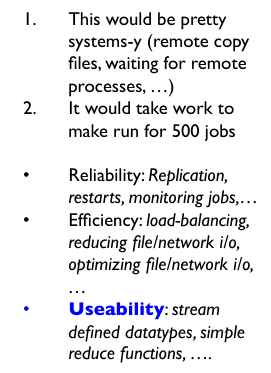 1. This would be pretty
systems-y (remote copy
files, waiting for remote
processes, …)
2. It would take work to
make run for 500 jobs
• Reliability: Replication,
restarts, monitoring jobs,…
• Efficiency: load-balancing,
reducing file/network i/o,
optimizing file/network i/o,
…
• Useability: stream
defined datatypes, simple
reduce functions, ….